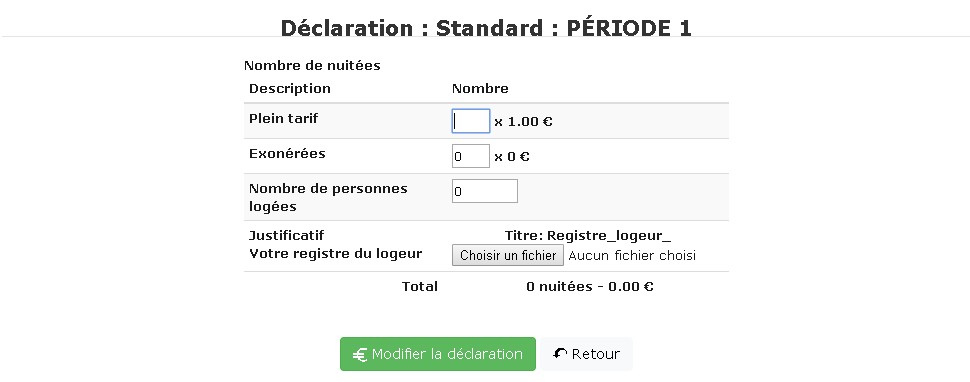 Déclaration : Standard : PÉRIODE 1
Nombre de nuitées
Description Nombre
Plein tarif x 1.00 €
Exonérées 0 x 0 €
Nombre de personnes logées 0
Justificatif
Votre registre du logeur
Titre: Registre_logeur_
Choisir un fichier Aucun fichier choisi
Total 0 nuitées - 0.00 €
€ Modifier la déclaration Retour